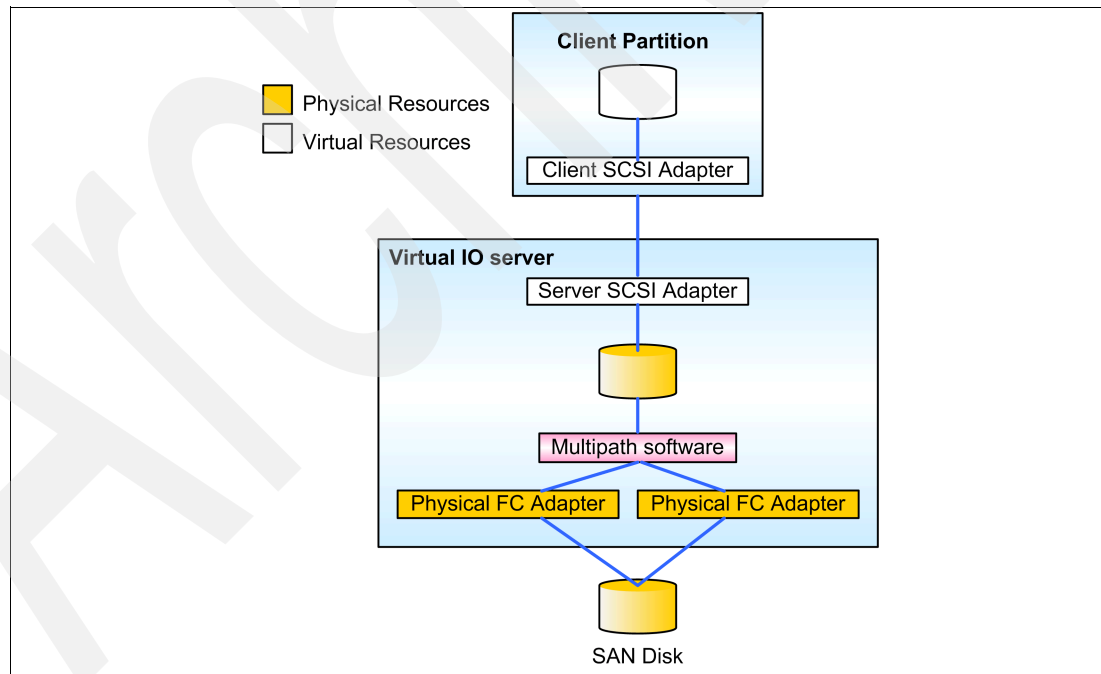 Client Partition
Physical Resources
Virtual Resources
Client SCSI Adapter
Virtual IO server
Server SCSI Adapter
Multipath software
Physical FC Adapter
Physical FC Adapter
SAN Disk